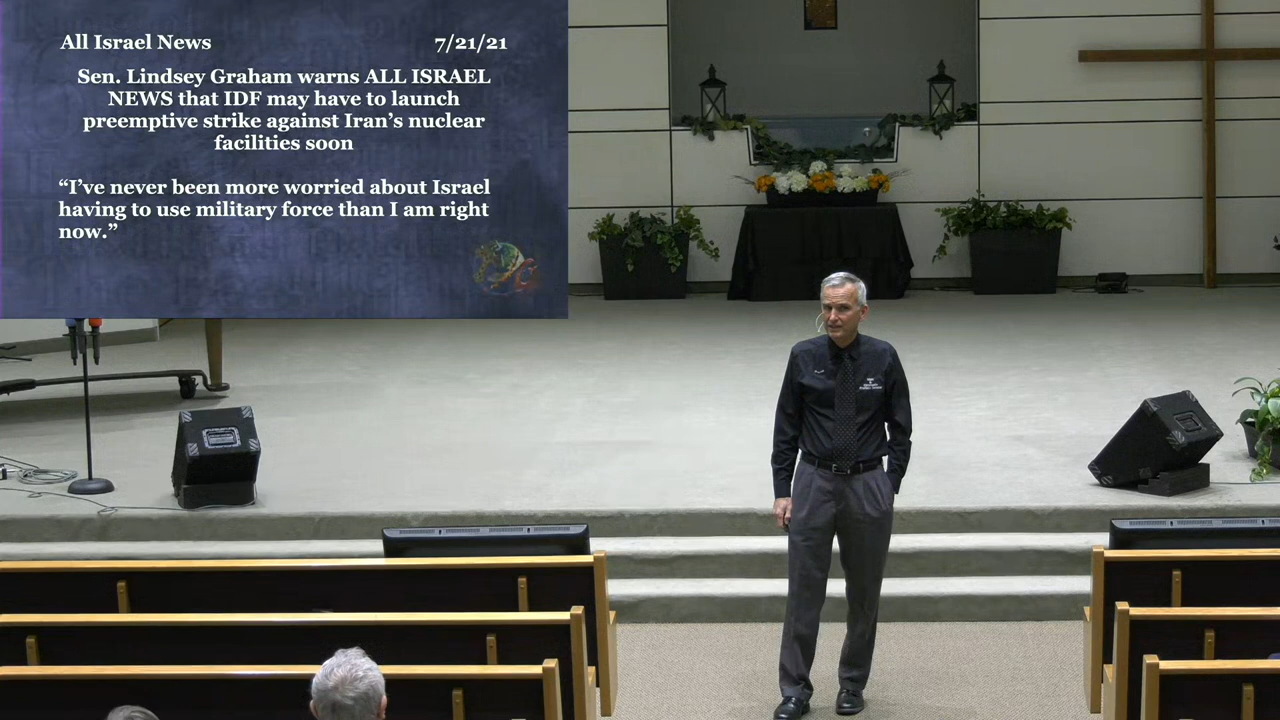 All Israel News 7/21/21
Sen. Lindsey Graham warns ALL ISRAEL
NEWS that IDF may have to launch
preemptive strike against Iran’s nuclear
facilities soon
“I’ve never been more worried about Israel
having to use military force than I am right
now.”